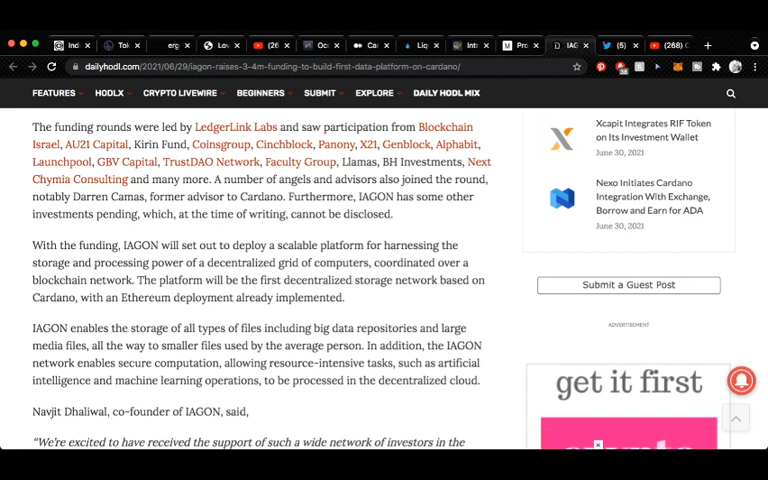 Ind
Tok
erg
Lov
(26
Oce
Ca
Liq
Intr
Pro
IAG
(5)
(268)
dailyhodl.com/2021/06/29/iagon-raises-3-4m-funding-to-build-first-data-platform-on-cardano/
FEATURES HODLX CRYPTO LIVEWIRE BEGINNERS SUBMIT EXPLORE DAILY HODL MIX
The funding rounds were led by LedgerLink Labs and saw participation from Blockchain
Israel, AU21 Capital, Kirin Fund, Coinsgroup, Cinchblock, Panony, X21, Genblock, Alphabit,
Launchpool, GBV Capital, TrustDAO Network, Faculty Group, Llamas, BH Investments, Next
Chymia Consulting and many more. A number of angels and advisors also joined the round,
notably Darren Camas, former advisor to Cardano. Furthermore, IAGON has some other
investments pending, which, at the time of writing, cannot be disclosed.
With the funding, IAGON will set out to deploy a scalable platform for harnessing the
storage and processing power of a decentralized grid of computers, coordinated over a
blockchain network. The platform will be the first decentralized storage network based on
Cardano, with an Ethereum deployment already implemented.
IAGON enables the storage of all types of files including big data repositories and large
media files, all the way to smaller files used by the average person. In addition, the IAGON
network enables secure computation, allowing resource-intensive tasks, such as artificial
intelligence and machine learning operations, to be processed in the decentralized cloud.
Navjit Dhaliwal, co-founder of IAGON, said,
“We’re excited to have received the support of such a wide network of investors in the
Xcapit Integrates RIF Token
on Its Investment Wallet
June 30, 2021
Nexo Initiates Cardano
Integration With Exchange,
Borrow and Earn for ADA
June 30, 2021
Submit a Guest Post
ADVERTISEMENT
get it first